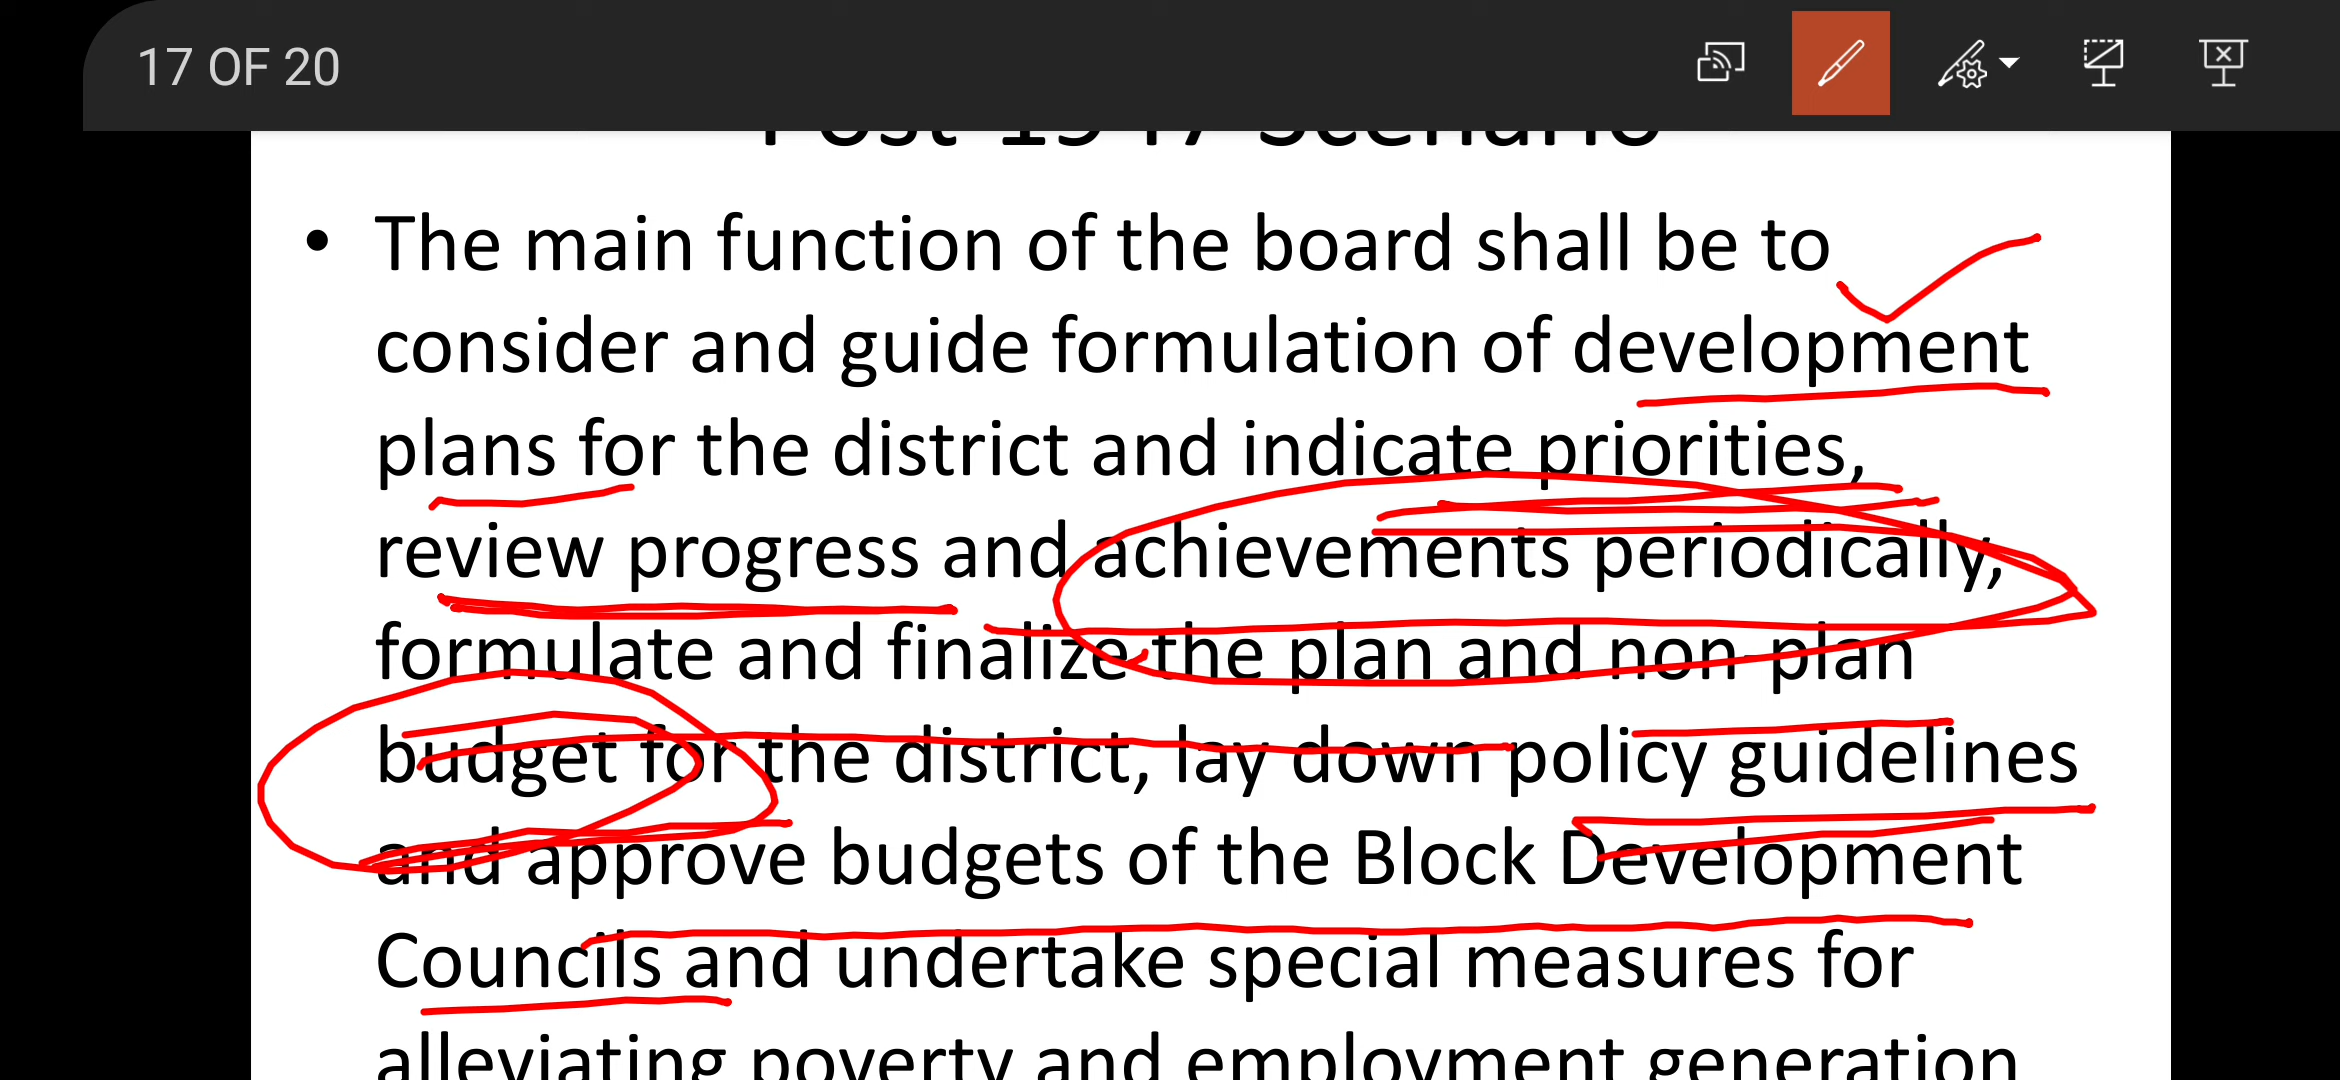 17 OF 20
Post-1947 Scenario
• The main function of the board shall be to
consider and guide formulation of development
plans for the district and indicate priorities,
review progress and achievements periodically,
formulate and finalize the plan and non-plan
budget for the district, lay down policy guidelines
and approve budgets of the Block Development
Councils and undertake special measures for
alleviating poverty and employment generation